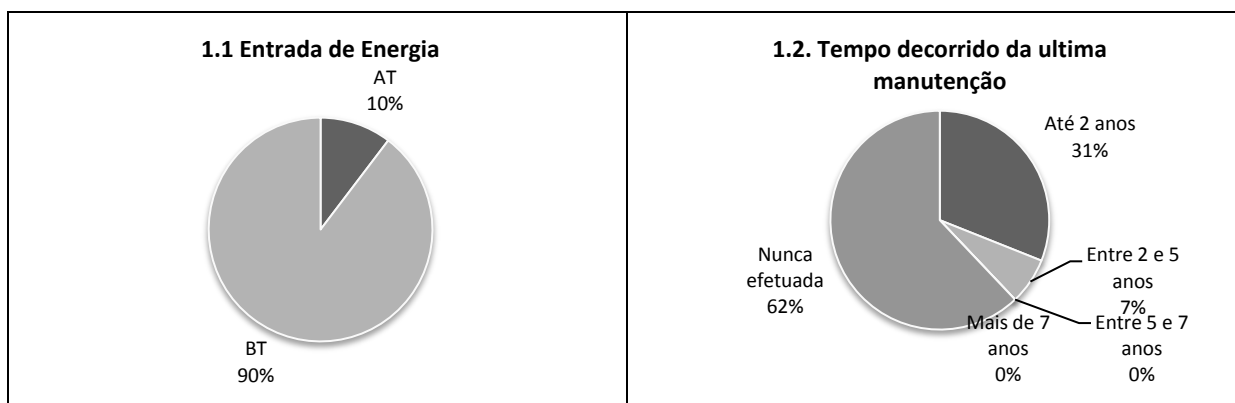 1.1 Entrada de Energia
AT
10%
BT
90%
1.2. Tempo decorrido da ultima
manutenção
Até 2 anos
31%
Entre 2 e 5
anos
7%
Entre 5 e 7
anos
0%
Mais de 7
anos
0%
Nunca
efetuada
62%